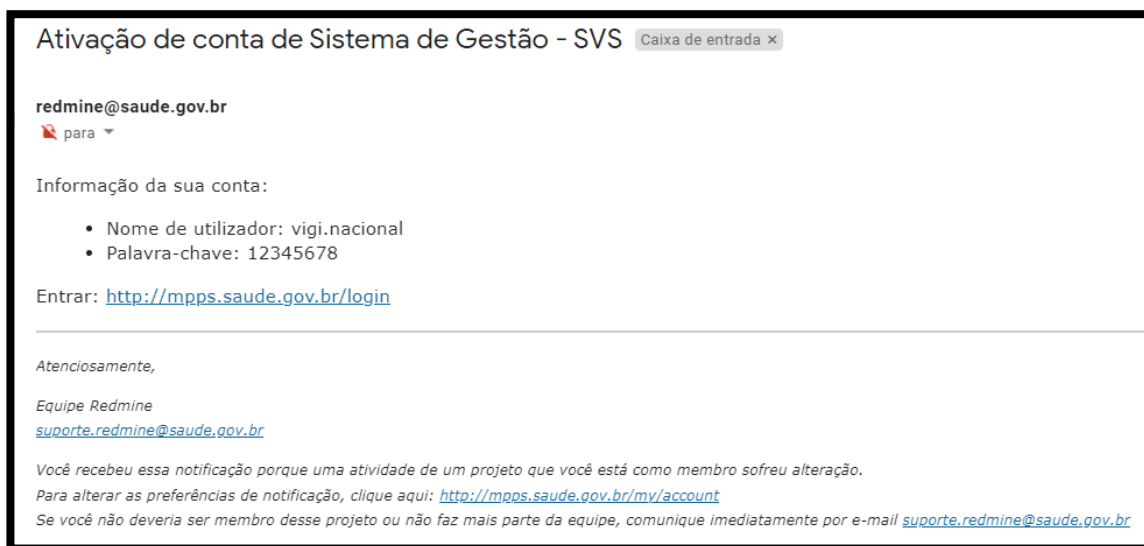 Ativação de conta de Sistema de Gestão - SVS Caixa de entrada ×
redmine@saude.gov.br
para
Informação da sua conta:
• Nome de utilizador: vigi.nacional
• Palavra-chave: 12345678
Entrar: http://mpps.saude.gov.br/login
Atenciosamente,
Equipe Redmine
suporte.redmine@saude.gov.br
Você recebeu essa notificação porque uma atividade de um projeto que você está como membro sofreu alteração.
Para alterar as preferências de notificação, clique aqui: http://mpps.saude.gov.br/my/account
Se você não deveria ser membro desse projeto ou não faz mais parte da equipe, comunique imediatamente por e-mail suporte.redmine@saude.gov.br